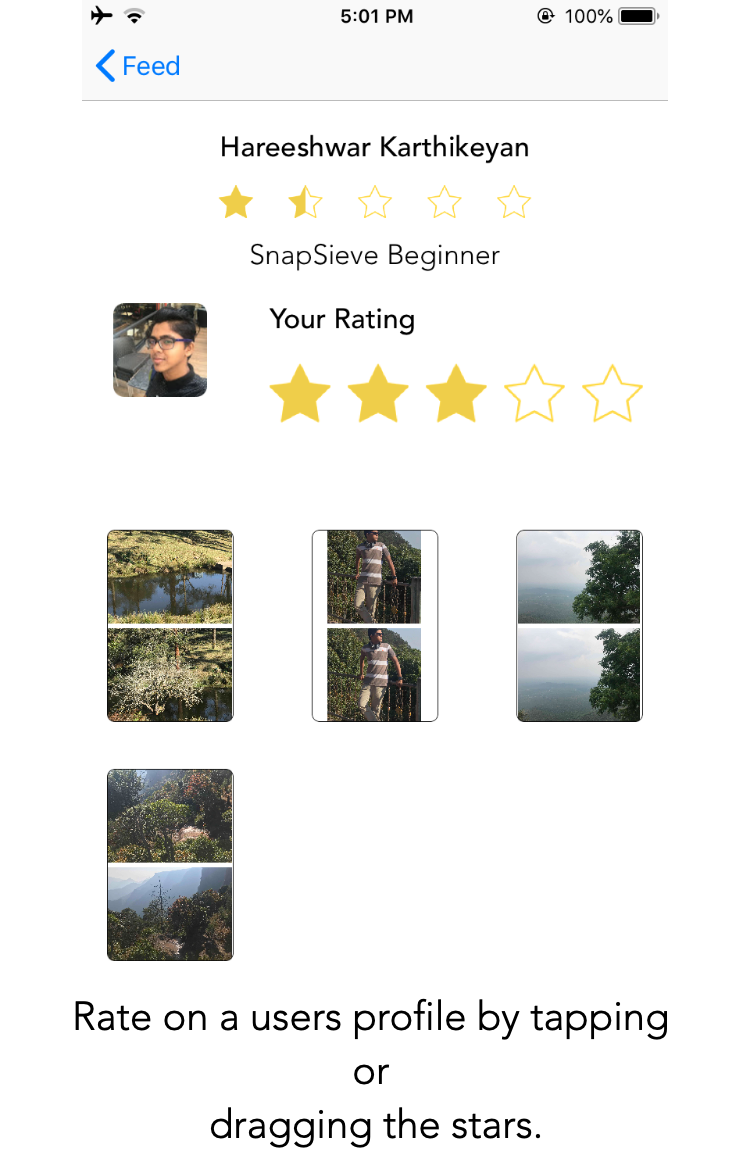 5:01 PM
100%
Feed
Hareeshwar Karthikeyan
SnapSieve Beginner
Your Rating
Rate on a users profile by tapping
or
dragging the stars.